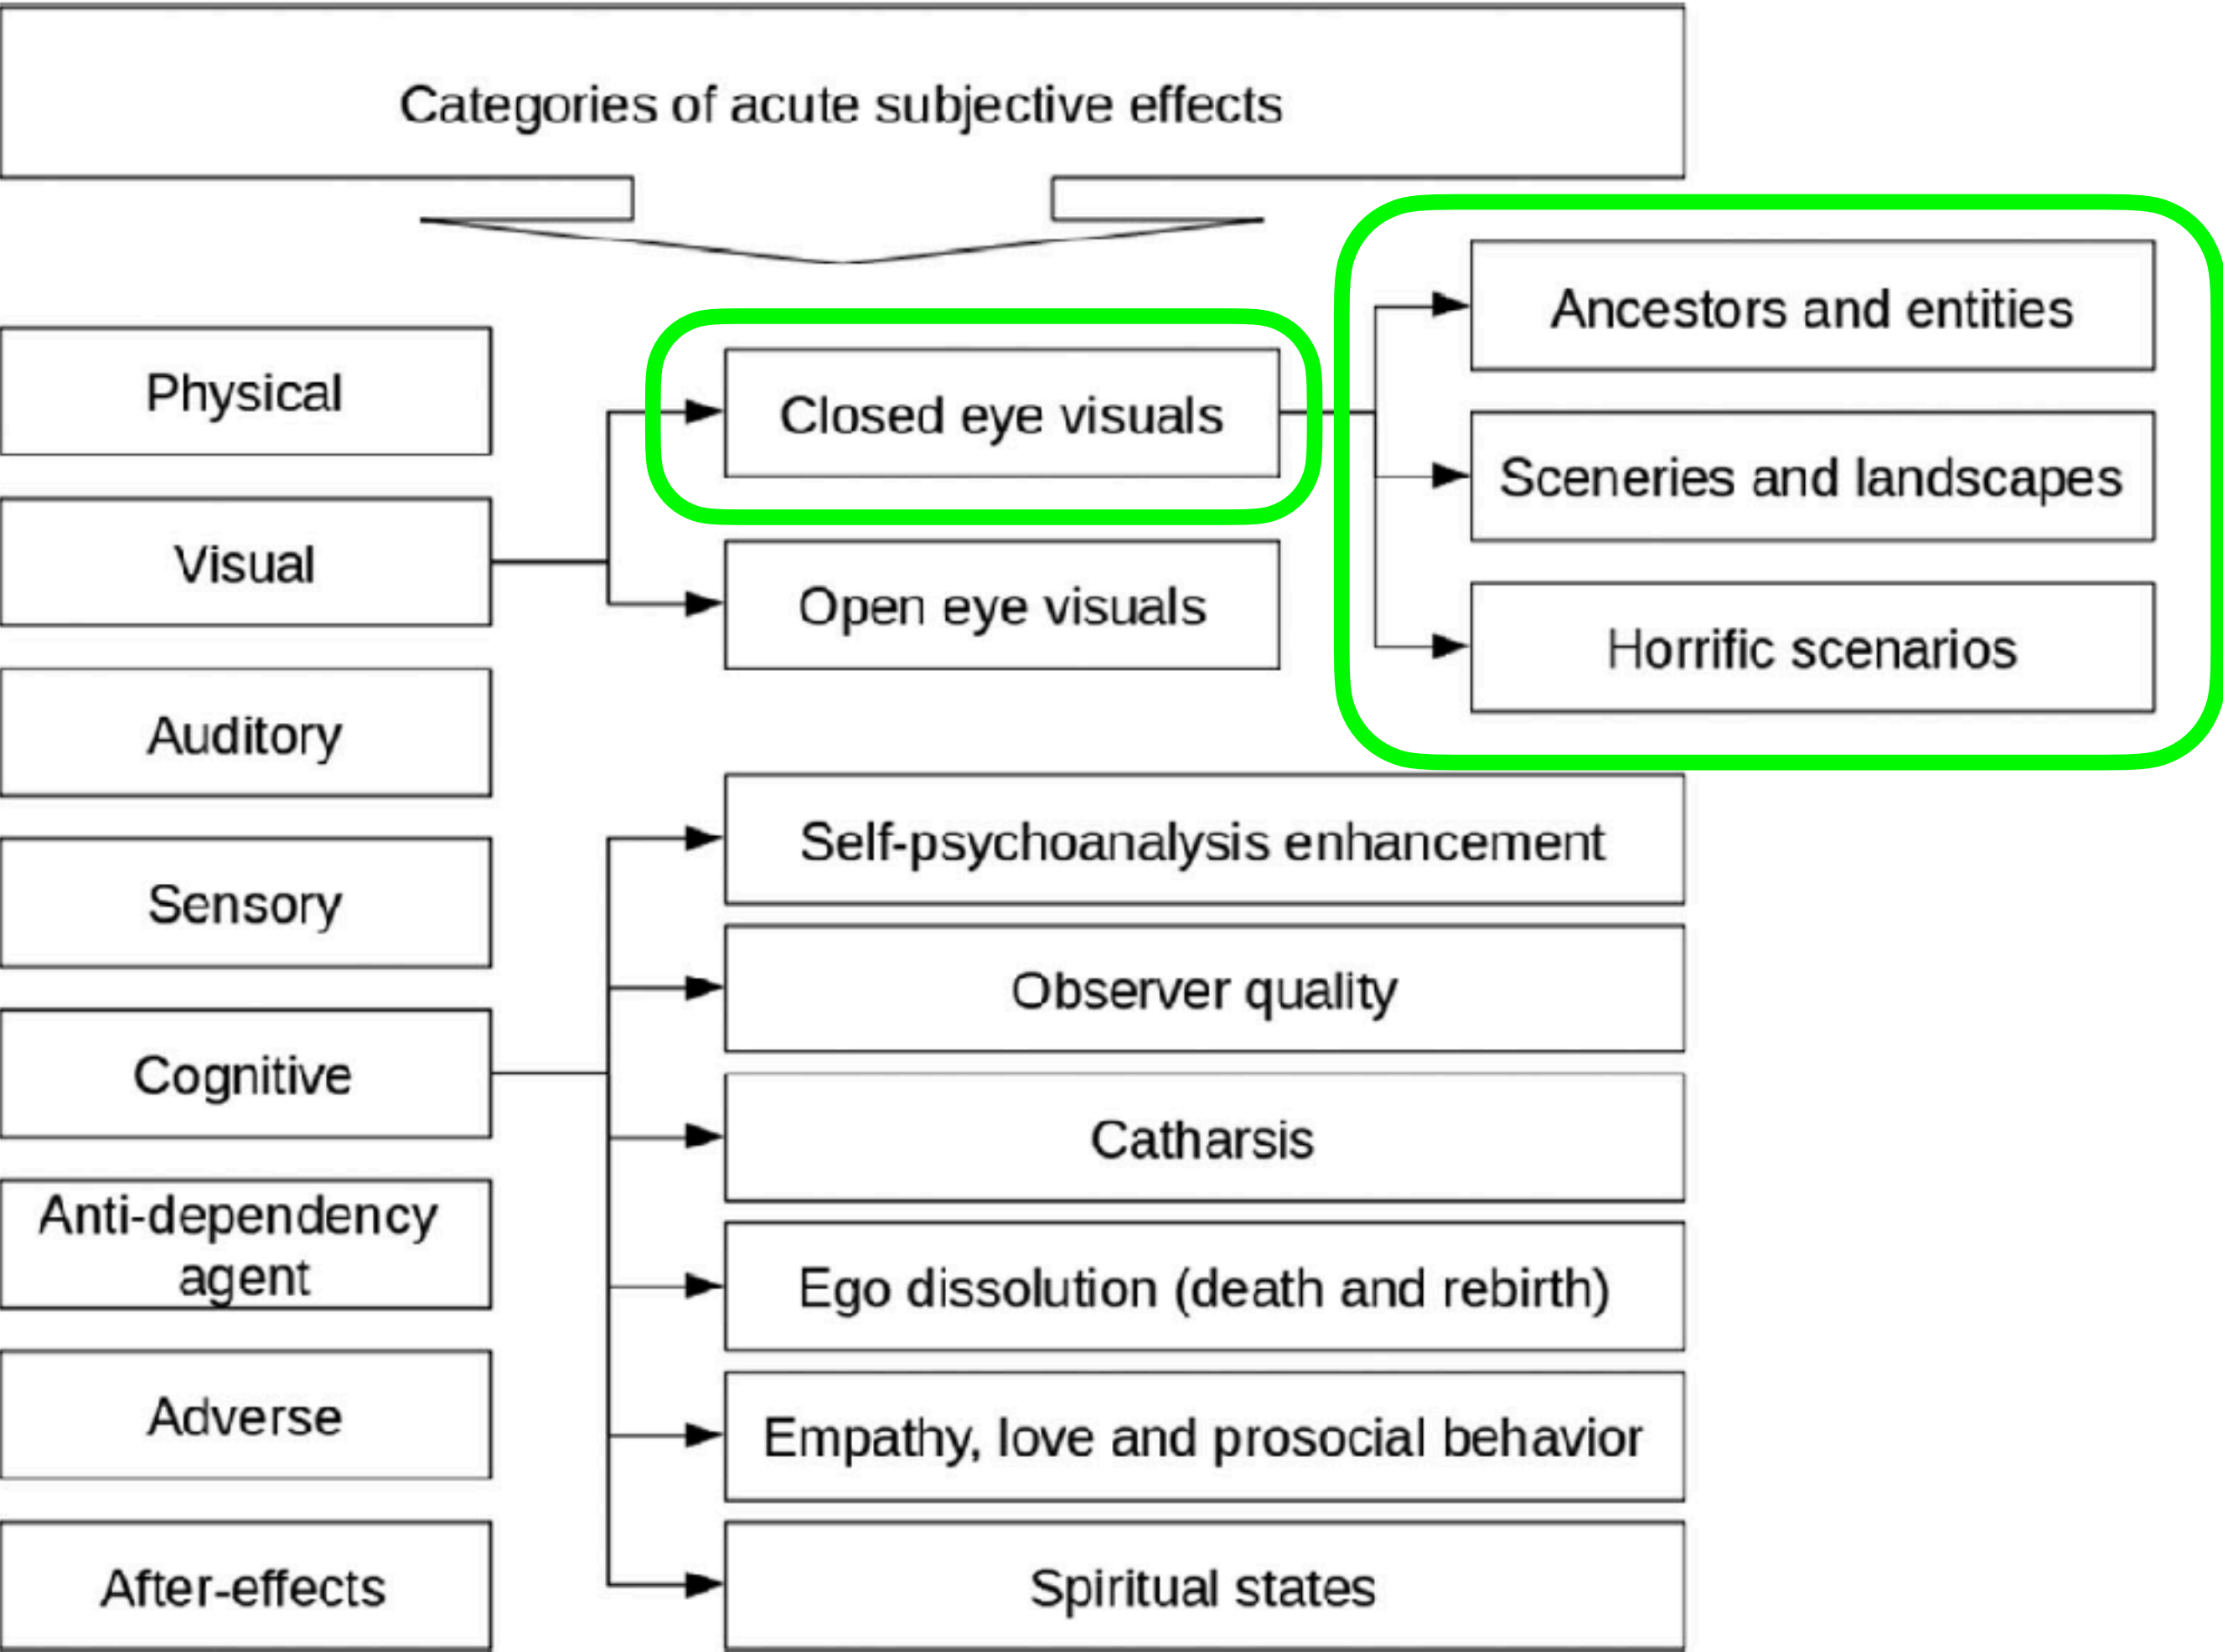 Categories of acute subjective effects
Physical
Visual
Auditory
Sensory
Cognitive
Anti-dependency
agent
Adverse
After-effects
Closed eye visuals
Open eye visuals
Ancestors and entities
Sceneries and landscapes
Horrific scenarios
Self-psychoanalysis enhancement
Observer quality
Catharsis
Ego dissolution (death and rebirth)
Empathy, love and prosocial behavior
Spiritual states